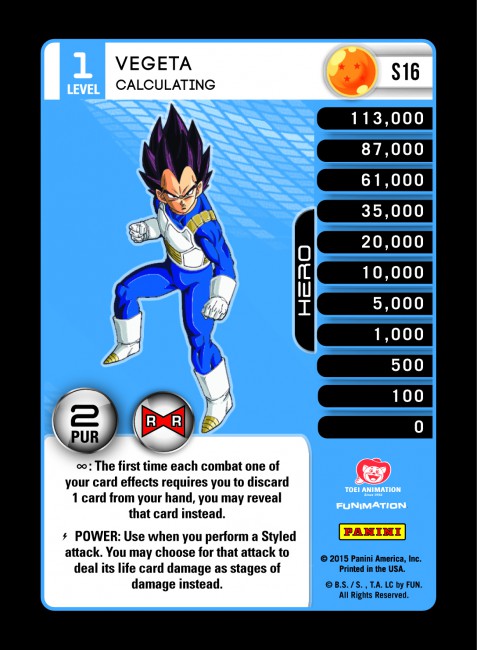 1
LEVEL
VEGETA
CALCULATING
S16
113,000
87,000
61,000
35,000
20,000
10,000
5,000
1,000
500
100
0
HERO
2
PUR
R R
∞: The first time each combat one of
your card effects requires you to discard
1 card from your hand, you may reveal
that card instead.
⚡ POWER: Use when you perform a Styled
attack. You may choose for that attack to
deal its life card damage as stages of
damage instead.
TOEI ANIMATION
FUNIMATION
PANINI
© 2015 Panini America, Inc.
Printed in the USA.
© B.S. / S. , T.A. LC by FUN.
All Rights Reserved.